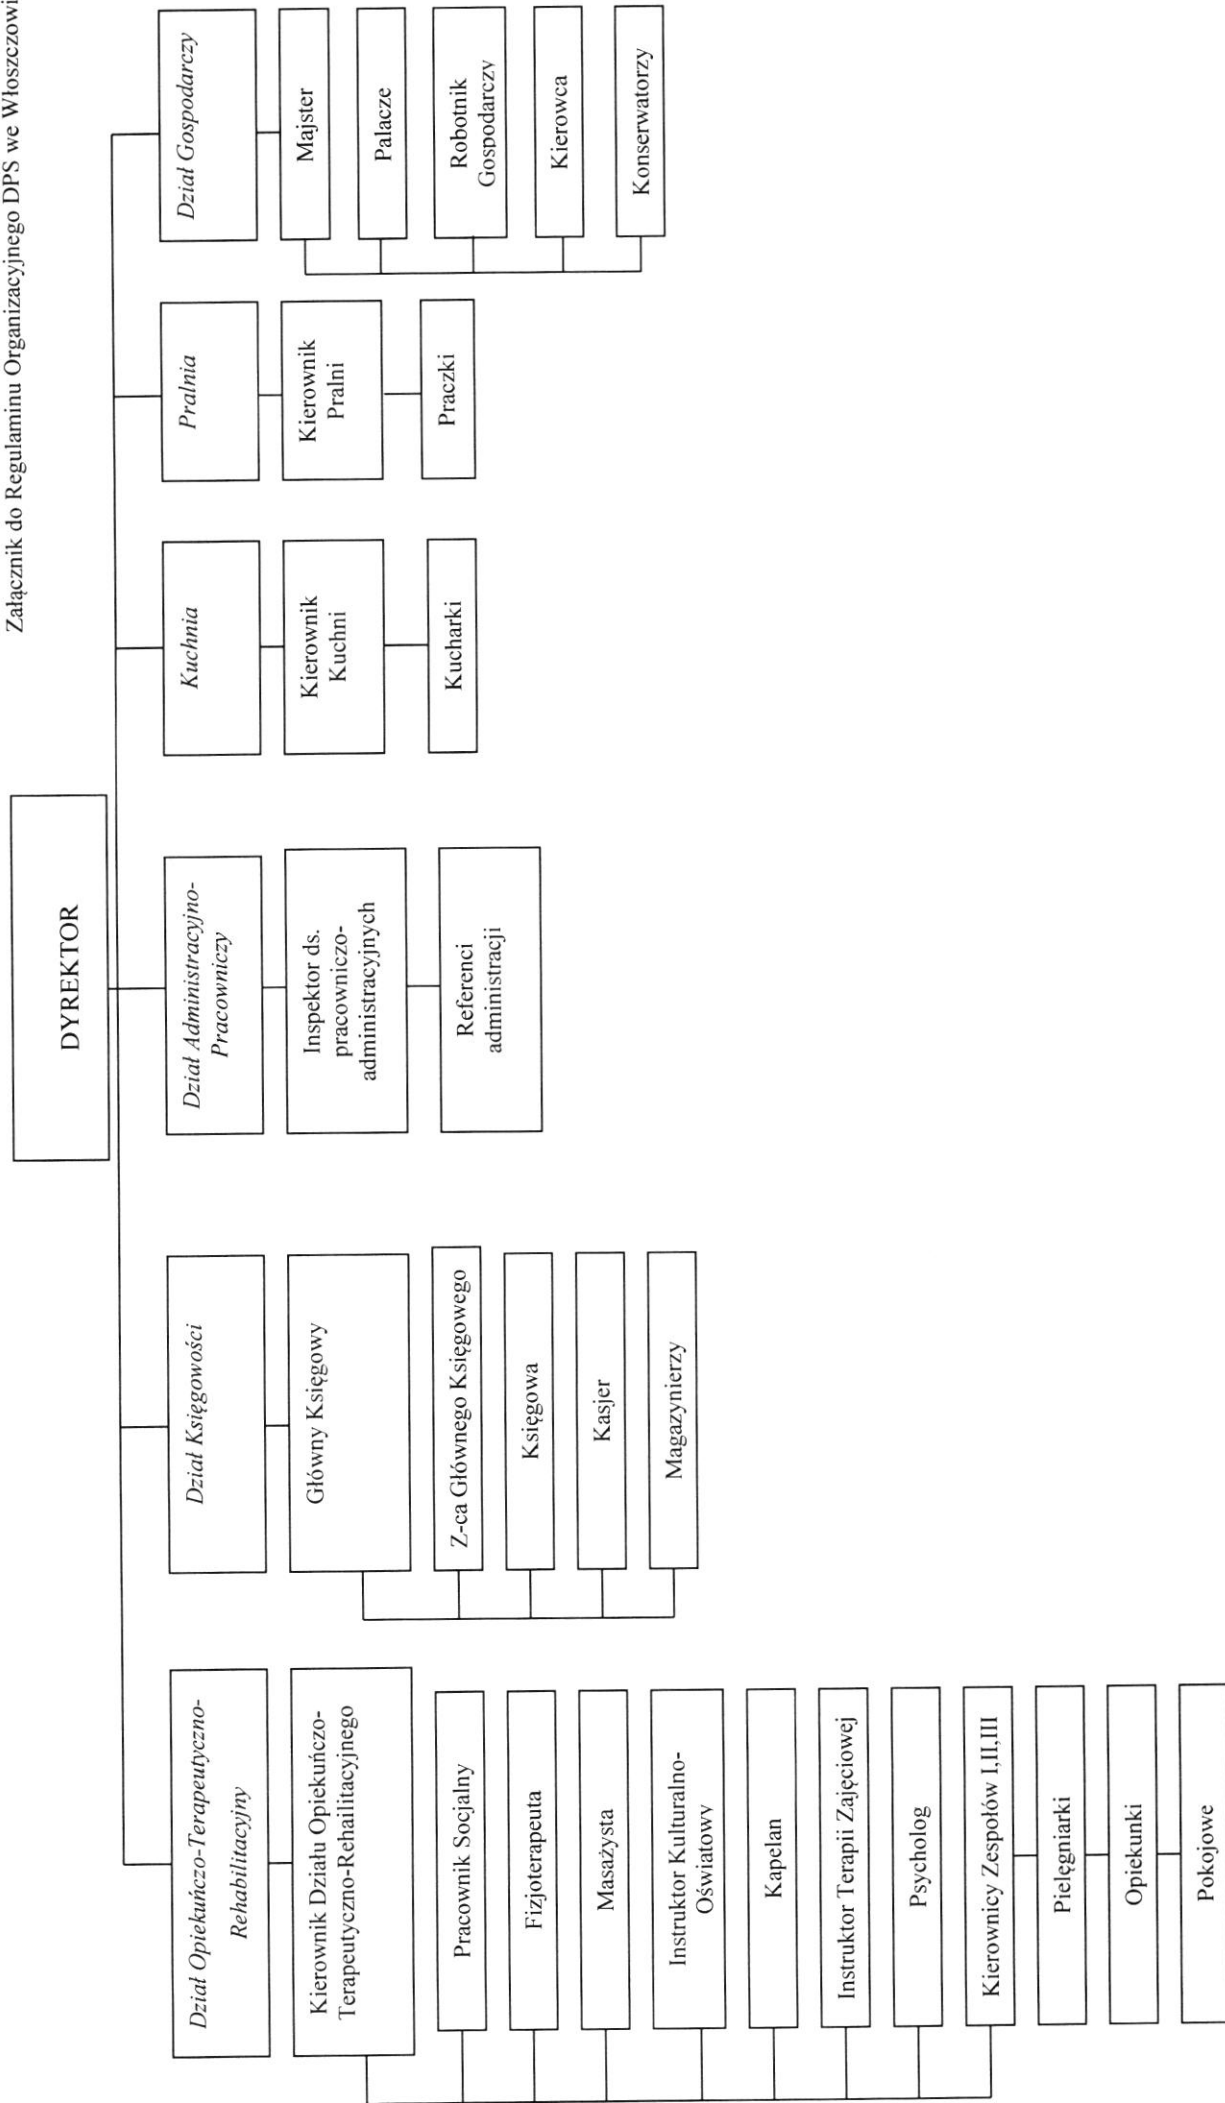 Załącznik do Regulaminu Organizacyjnego DPS we Włoszczowi
DYREKTOR
Dział Opiekuńczo-Terapeutyczno-
Rehabilitacyjny
Kierownik Działu Opiekuńczo-
Terapeutyczno-Rehalitacyjnego
Pracownik Socjalny
Fizjoterapeuta
Masażysta
Instruktor Kulturalno-
Oświatowy
Kapelan
Instruktor Terapii Zajęciowej
Psycholog
Kierownicy Zespołów I,II,III
Pielęgniarki
Opiekunki
Pokojowe
Dział Księgowości
Główny Księgowy
Z-ca Głównego Księgowego
Księgowa
Kasjer
Magazynierzy
Dział Administracyjno-
Pracowniczy
Inspektor ds.
pracowniczo-
administracyjnych
Referenci
administracji
Kuchnia
Kierownik
Kuchni
Kucharki
Pralnia
Kierownik
Pralni
Praczki
Dział Gospodarczy
Majster
Palacze
Robotnik
Gospodarczy
Kierowca
Konserwatorzy